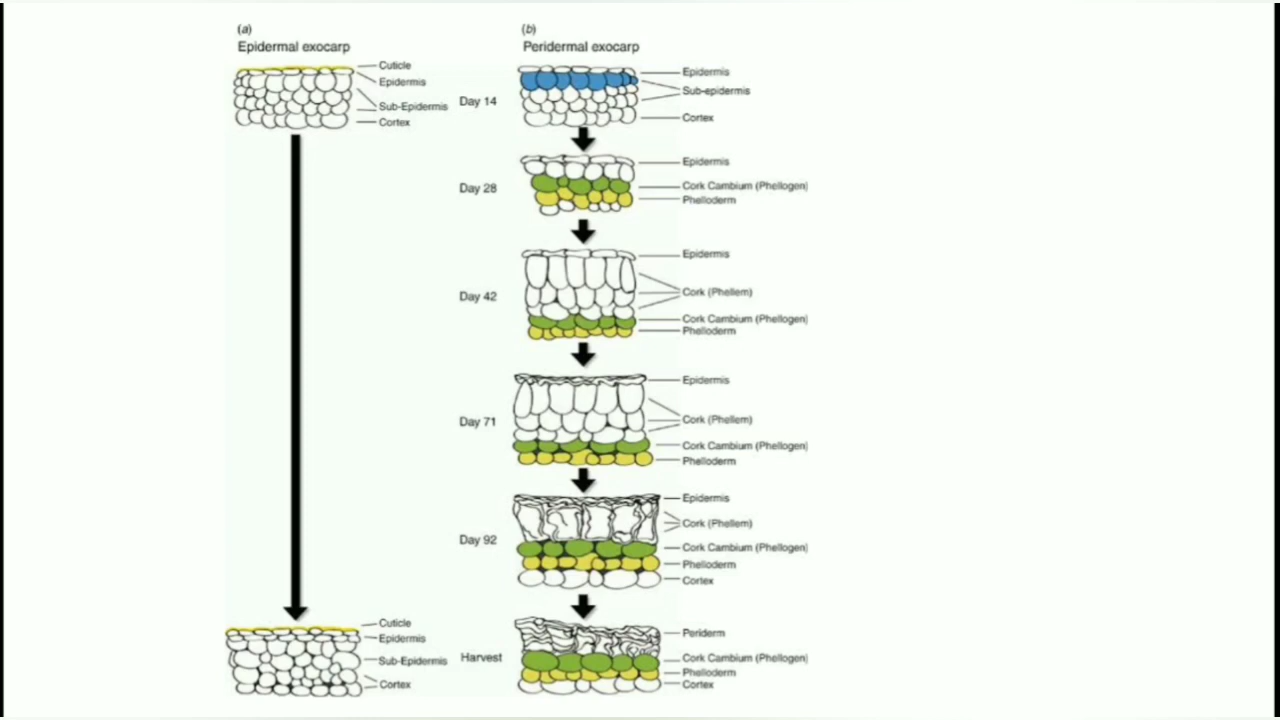 (a)
Epidermal exocarp
Cuticle
Epidermis
Sub-Epidermis
Cortex
(b)
Peridermal exocarp
Day 14
Epidermis
Sub-epidermis
Cortex
Day 28
Epidermis
Cork Cambium (Phellogen)
Phelloderm
Day 42
Epidermis
Cork (Phellem)
Cork Cambium (Phellogen)
Phelloderm
Day 71
Epidermis
Cork (Phellem)
Cork Cambium (Phellogen)
Phelloderm
Day 92
Epidermis
Cork (Phellem)
Cork Cambium (Phellogen)
Phelloderm
Cortex
Cuticle
Epidermis
Sub-Epidermis
Cortex
Harvest
Periderm
Cork Cambium (Phellogen)
Phelloderm
Cortex